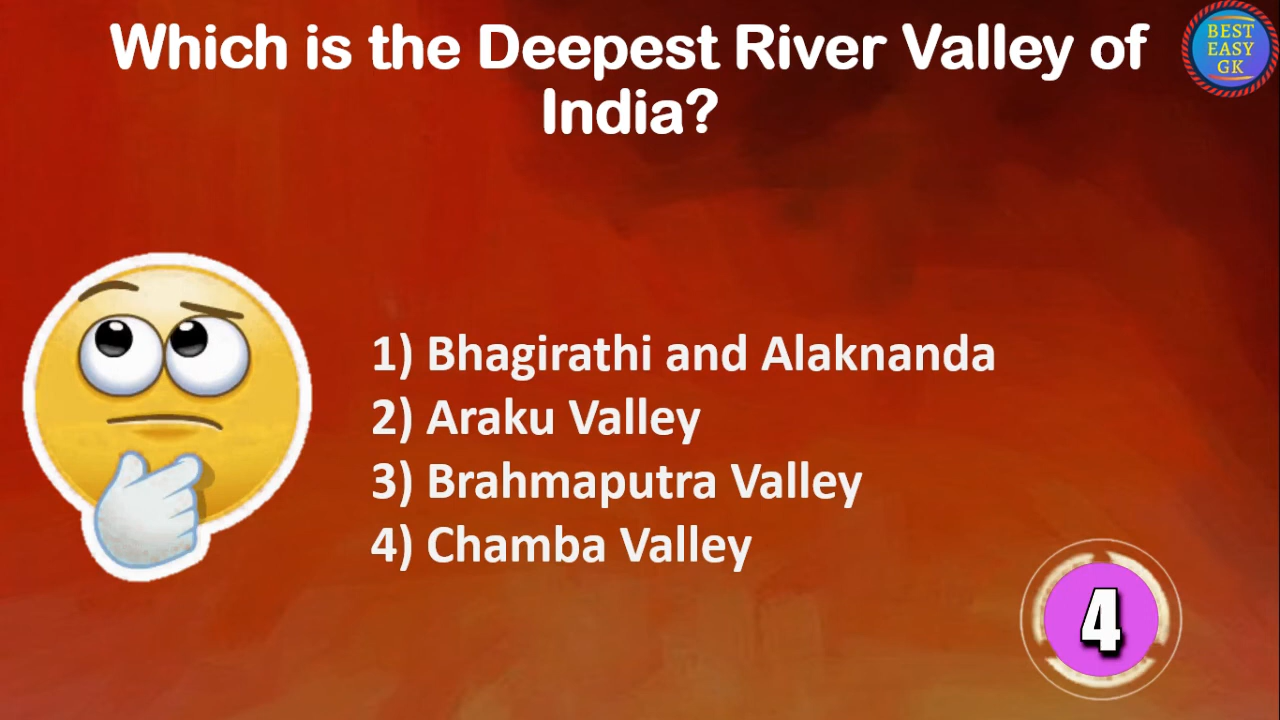 Which is the Deepest River Valley of
India?
BEST
EASY
GK
1) Bhagirathi and Alaknanda
2) Araku Valley
3) Brahmaputra Valley
4) Chamba Valley
4